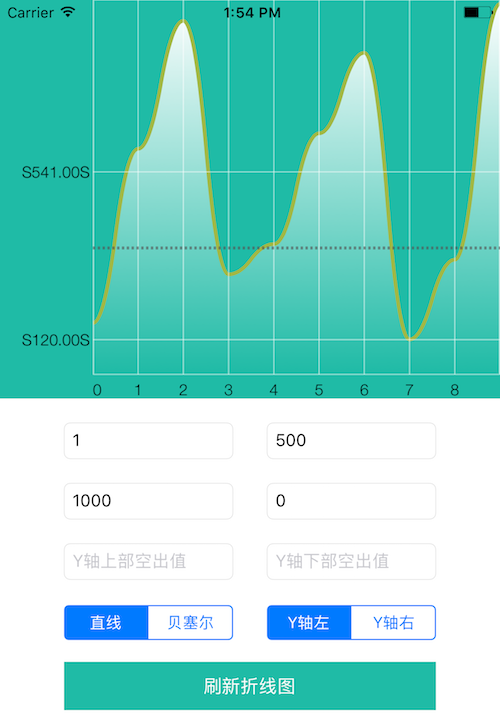 Carrier 1:54 PM
S541.00S
S120.00S
0 1 2 3 4 5 6 7 8
1 500
1000 0
Y轴上部空出值 Y轴下部空出值
直线 贝塞尔 Y轴左 Y轴右
刷新折线图